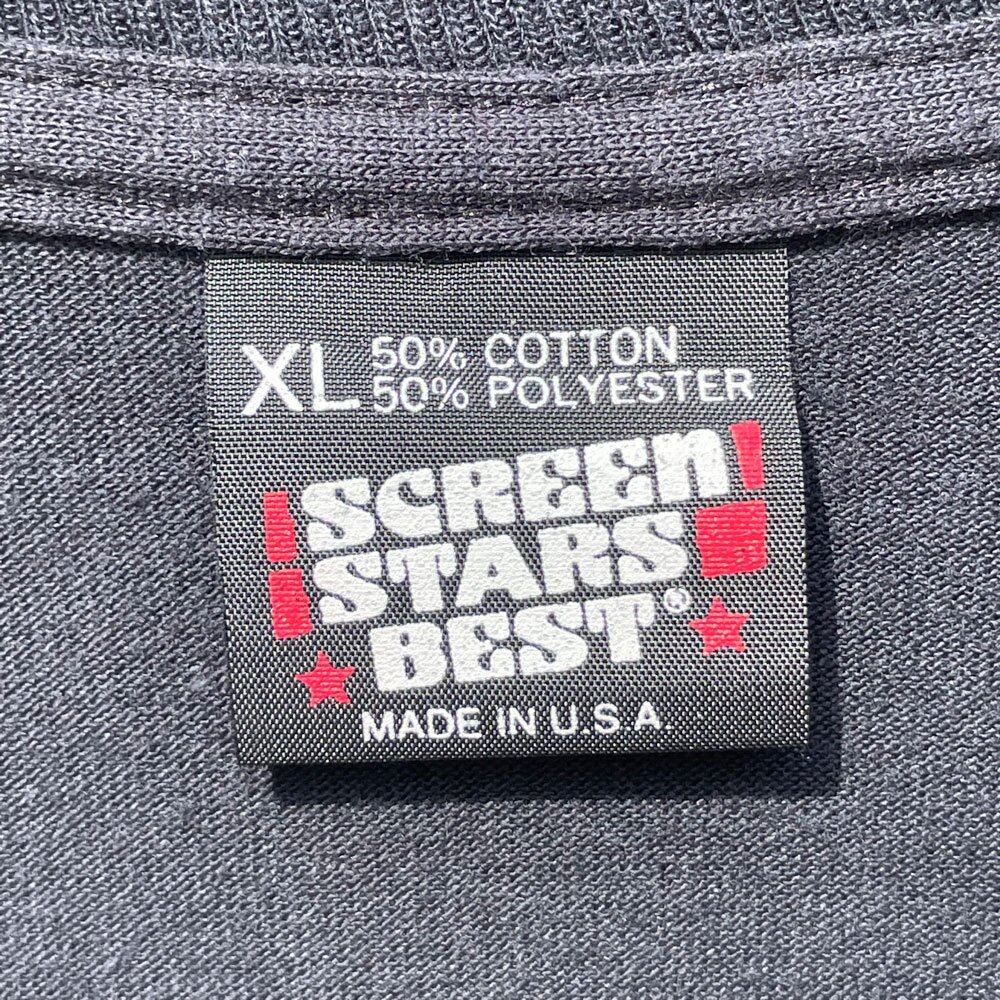 XL 50% COTTON
50% POLYESTER
SCREEN
STARS
BEST®
MADE IN U.S.A.